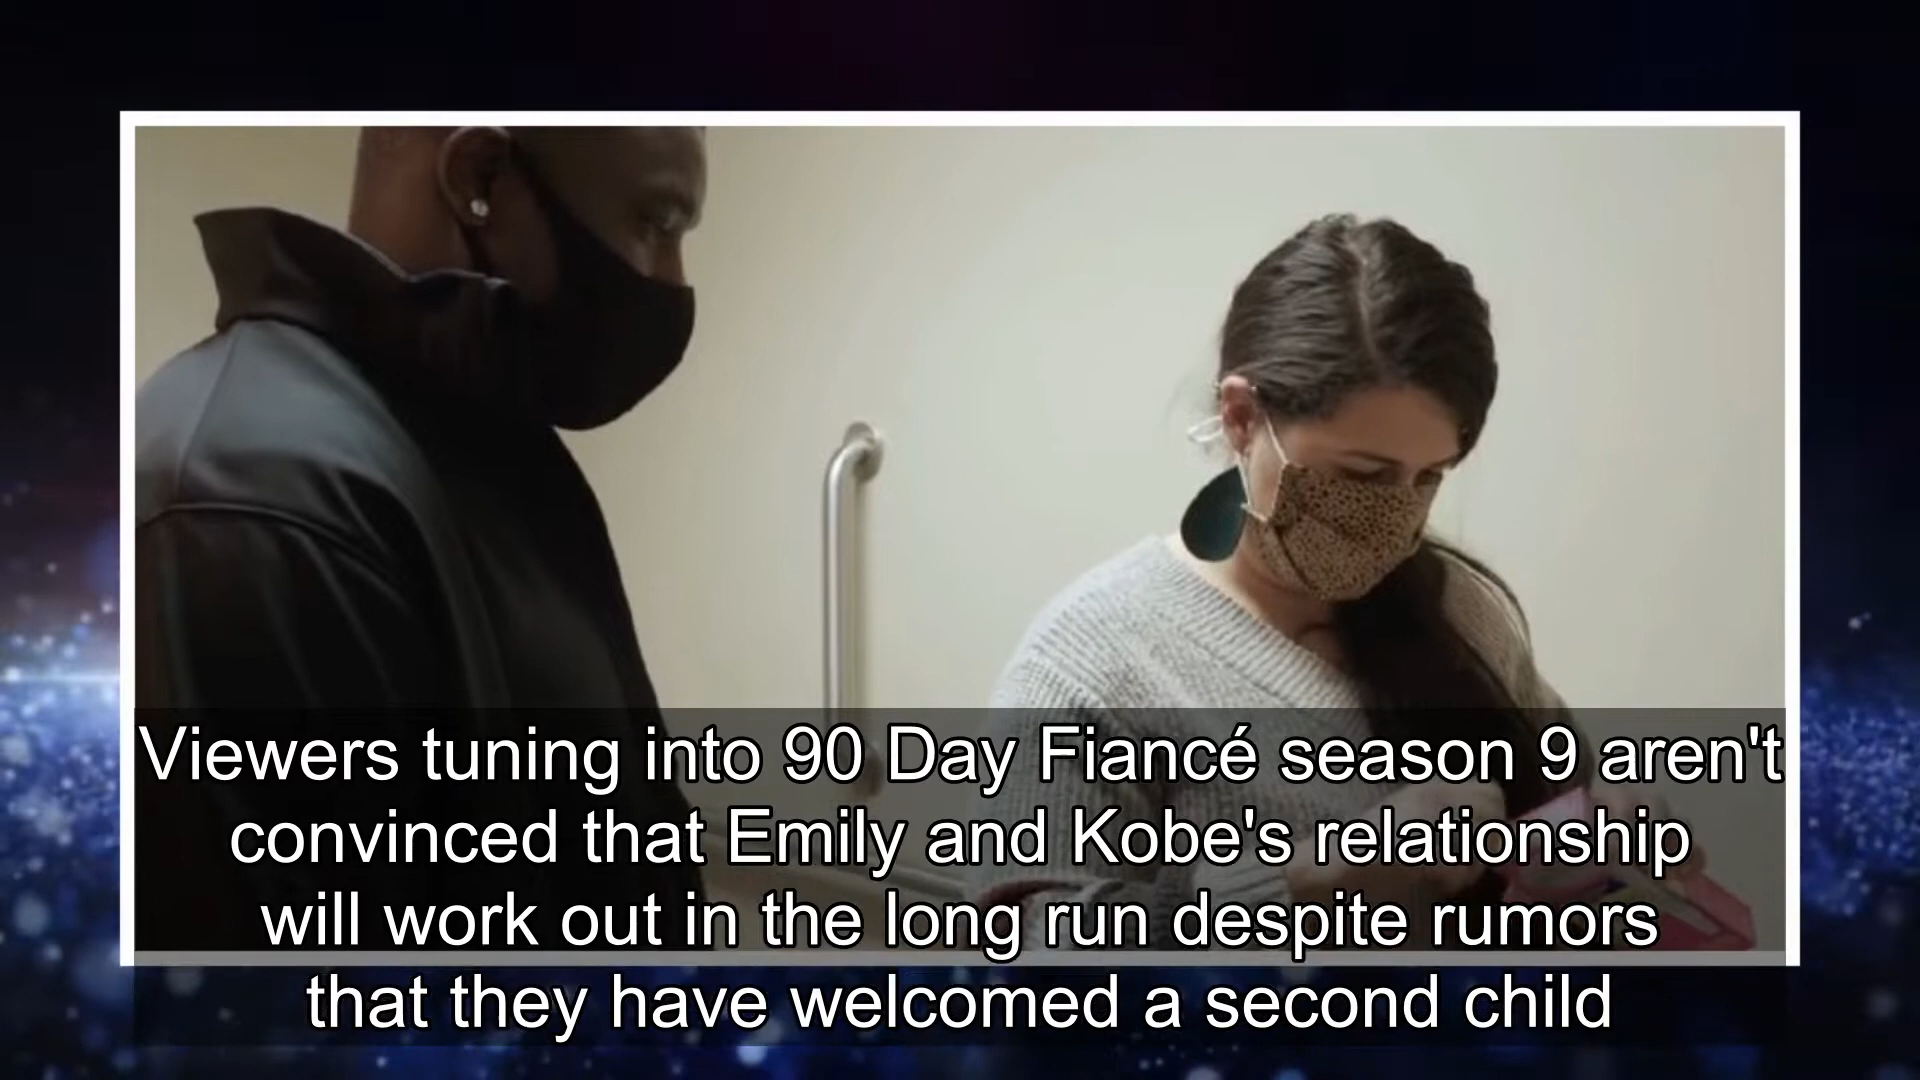 Viewers tuning into 90 Day Fiancé season 9 aren't
convinced that Emily and Kobe's relationship
will work out in the long run despite rumors
that they have welcomed a second child